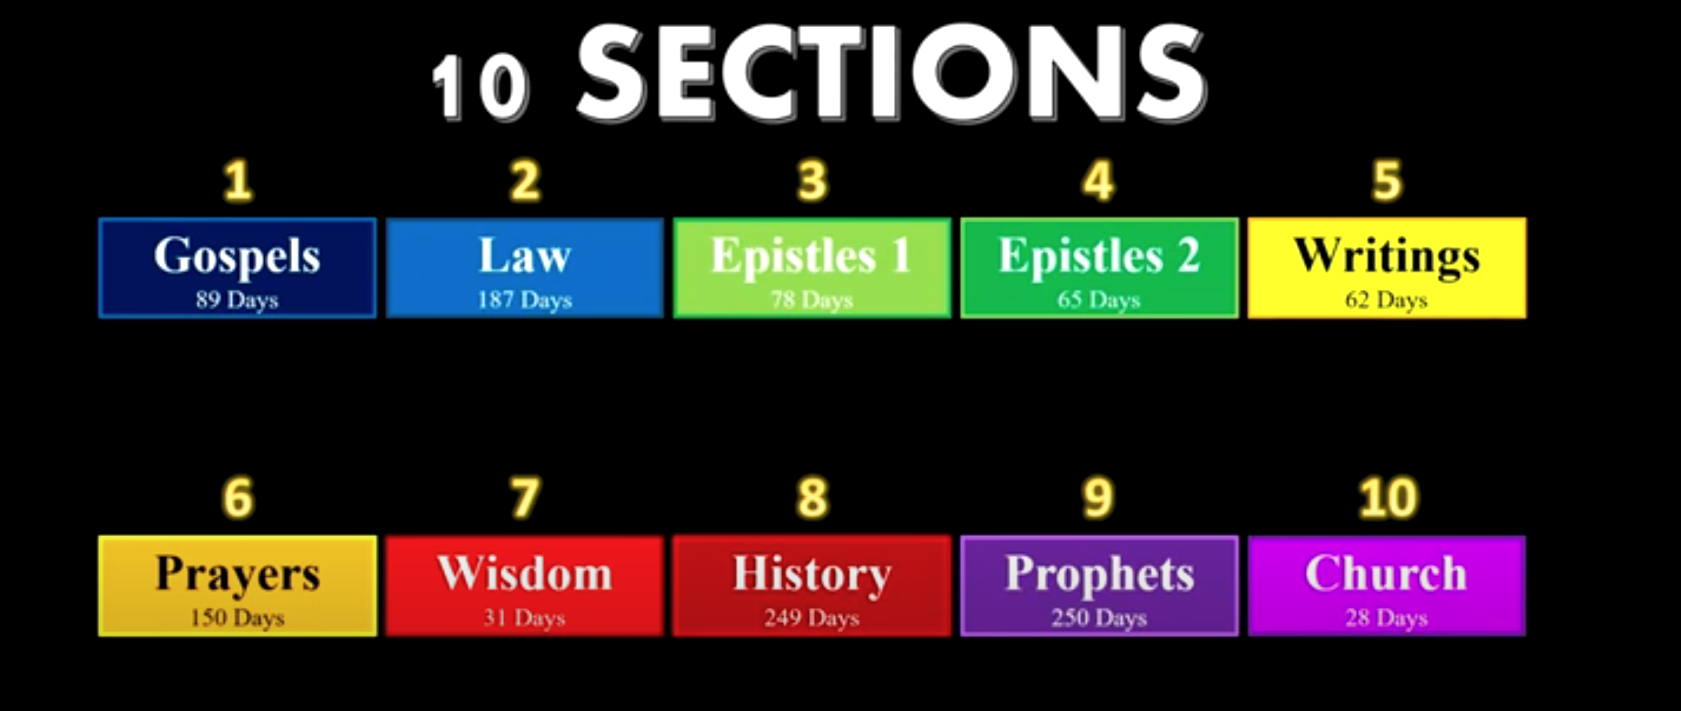 10 SECTIONS
1 2 3 4 5
Gospels Law Epistles 1 Epistles 2 Writings
89 Days 187 Days 78 Days 65 Days 62 Days
6 7 8 9 10
Prayers Wisdom History Prophets Church
150 Days 31 Days 249 Days 250 Days 28 Days